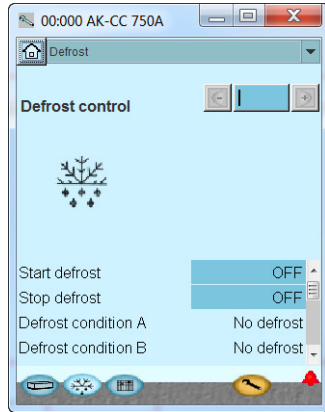 00:000 AK-CC 750A
Defrost
Defrost control
Start defrost OFF
Stop defrost OFF
Defrost condition A No defrost
Defrost condition B No defrost